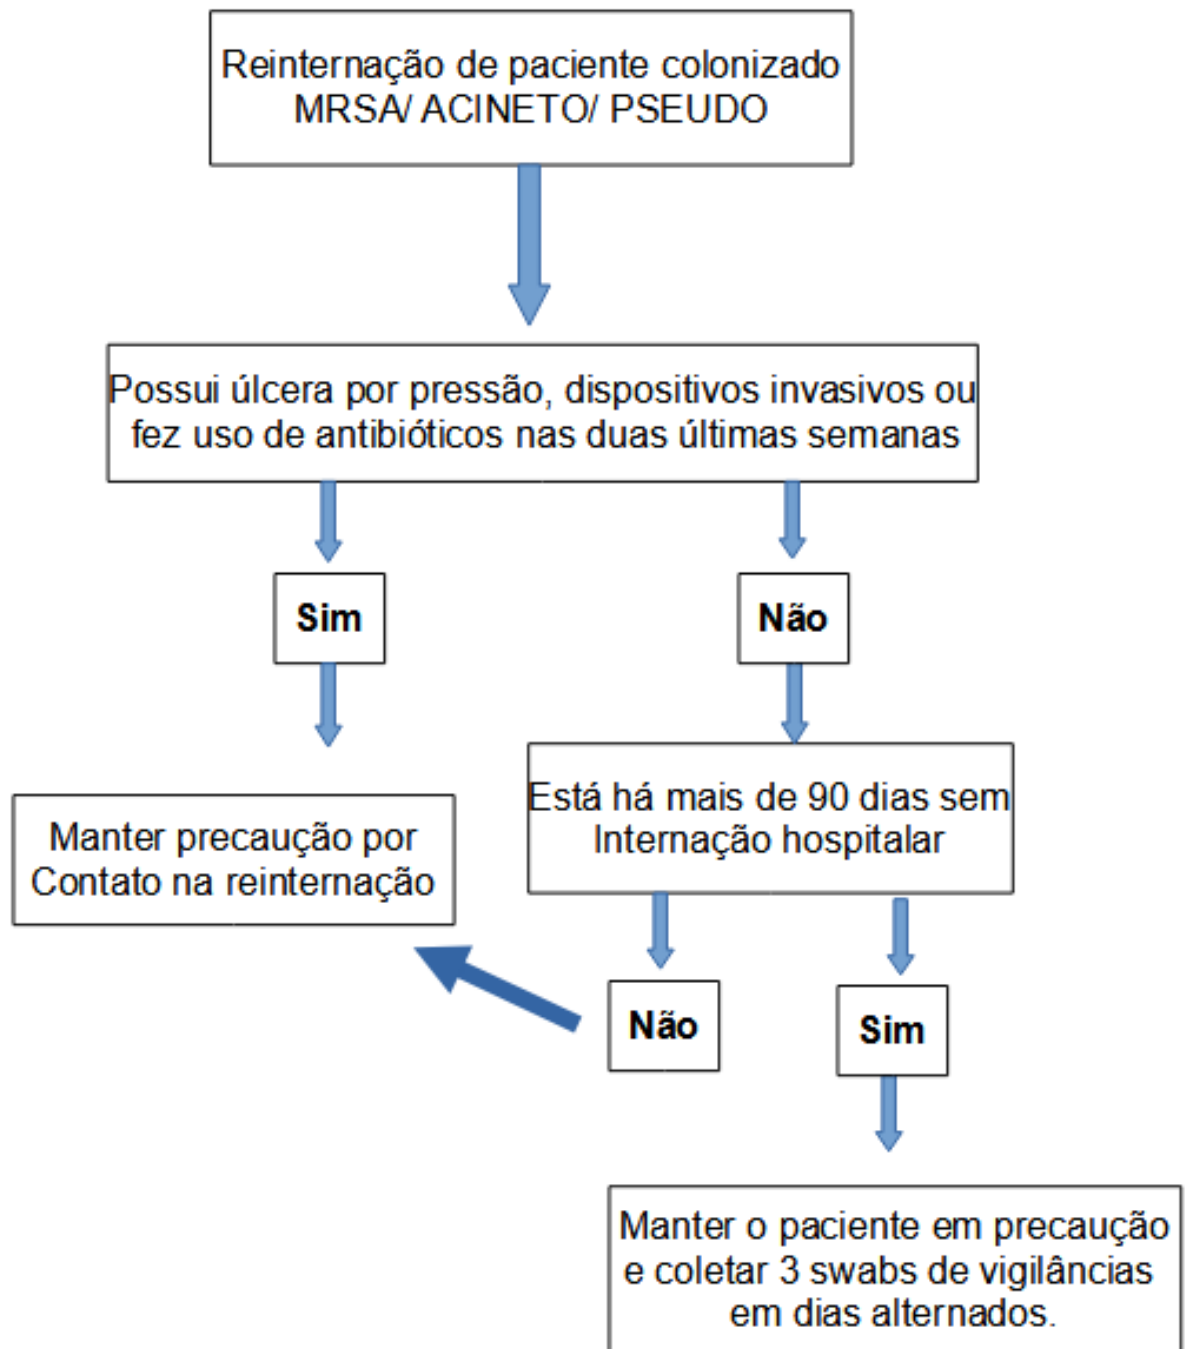 Reinternação de paciente colonizado
MRSA/ ACINETO/ PSEUDO
Possui úlcera por pressão, dispositivos invasivos ou
fez uso de antibióticos nas duas últimas semanas
Sim
Não
Manter precaução por
Contato na reinternação
Está há mais de 90 dias sem
Internação hospitalar
Não
Sim
Manter o paciente em precaução
e coletar 3 swabs de vigilâncias
em dias alternados.